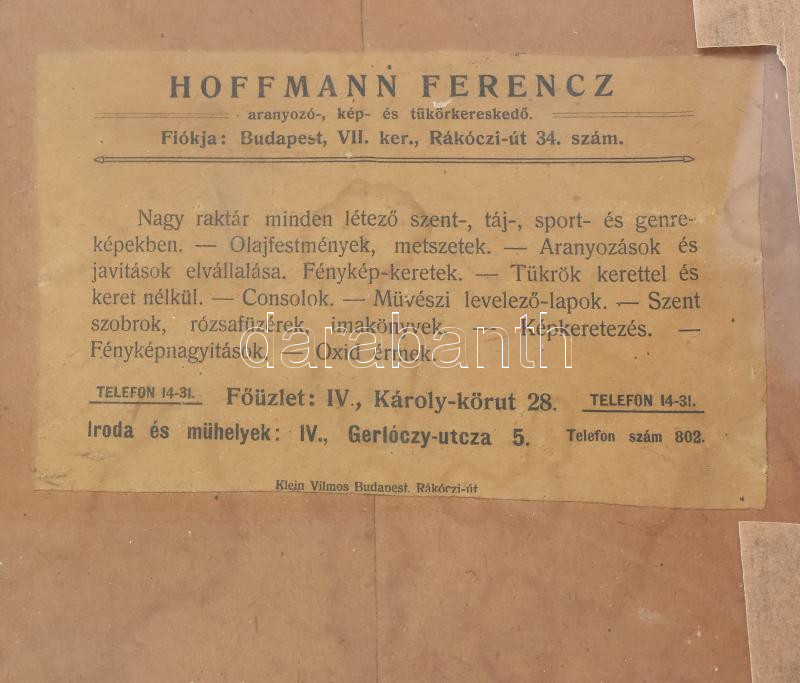 HOFFMANN FERENCZ
aranyozó-, kép- és tükörkereskedő.
Fiókja: Budapest, VII. ker., Rákóczi-út 34. szám.
Nagy raktár minden létező szent-, táj-, sport- és genre-
képekben. — Olajfestmények, metszetek. — Aranyozások és
javitások elvállalása. Fénykép-keretek. — Tükrök kerettel és
keret nélkül. — Consolok. — Müvészi levelező-lapok. — Szent
szobrok, rózsafüzérek, imakönyvek. — Képkeretezés. —
Fényképnagyitások. — Oxid érmek.
darabanth
TELEFON 14-31. Főüzlet: IV., Károly-körut 28. TELEFON 14-31.
Iroda és mühelyek: IV., Gerlóczy-utcza 5. Telefon szám 802.
Klein Vilmos Budapest, Rákóczi-út